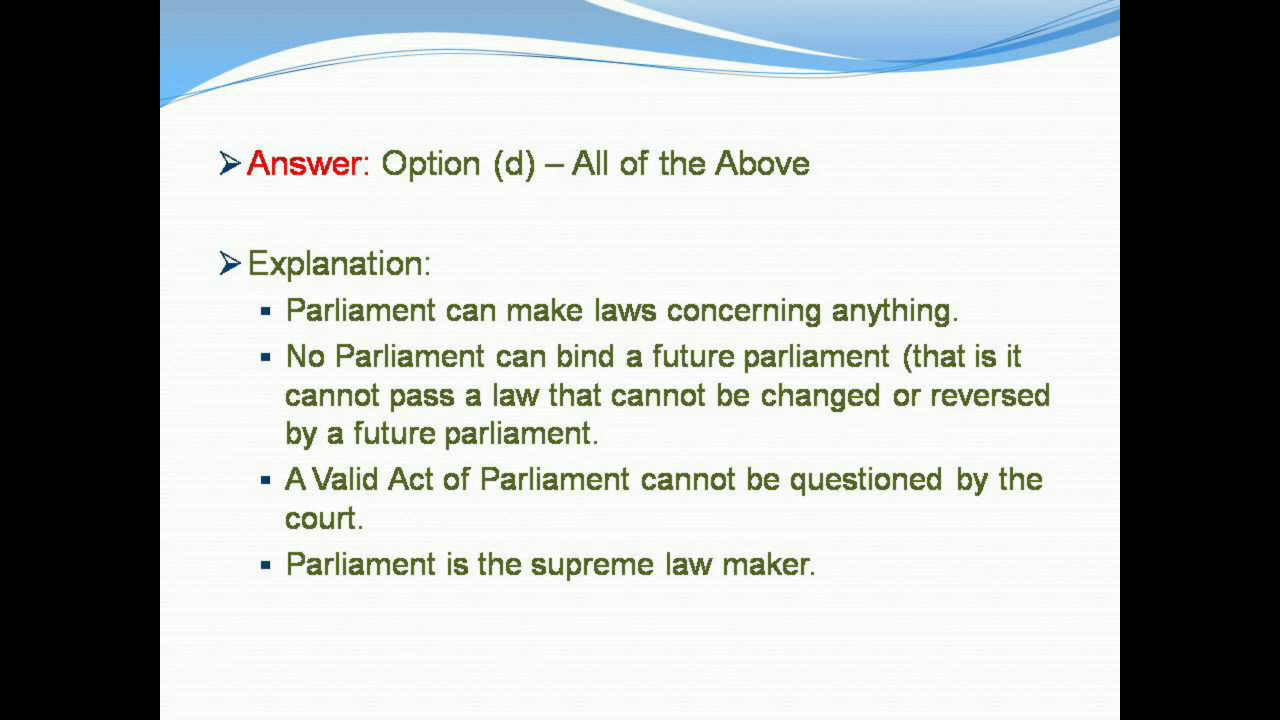 Answer: Option (d) – All of the Above
Explanation:
Parliament can make laws concerning anything.
No Parliament can bind a future parliament (that is it
cannot pass a law that cannot be changed or reversed
by a future parliament.
A Valid Act of Parliament cannot be questioned by the
court.
Parliament is the supreme law maker.